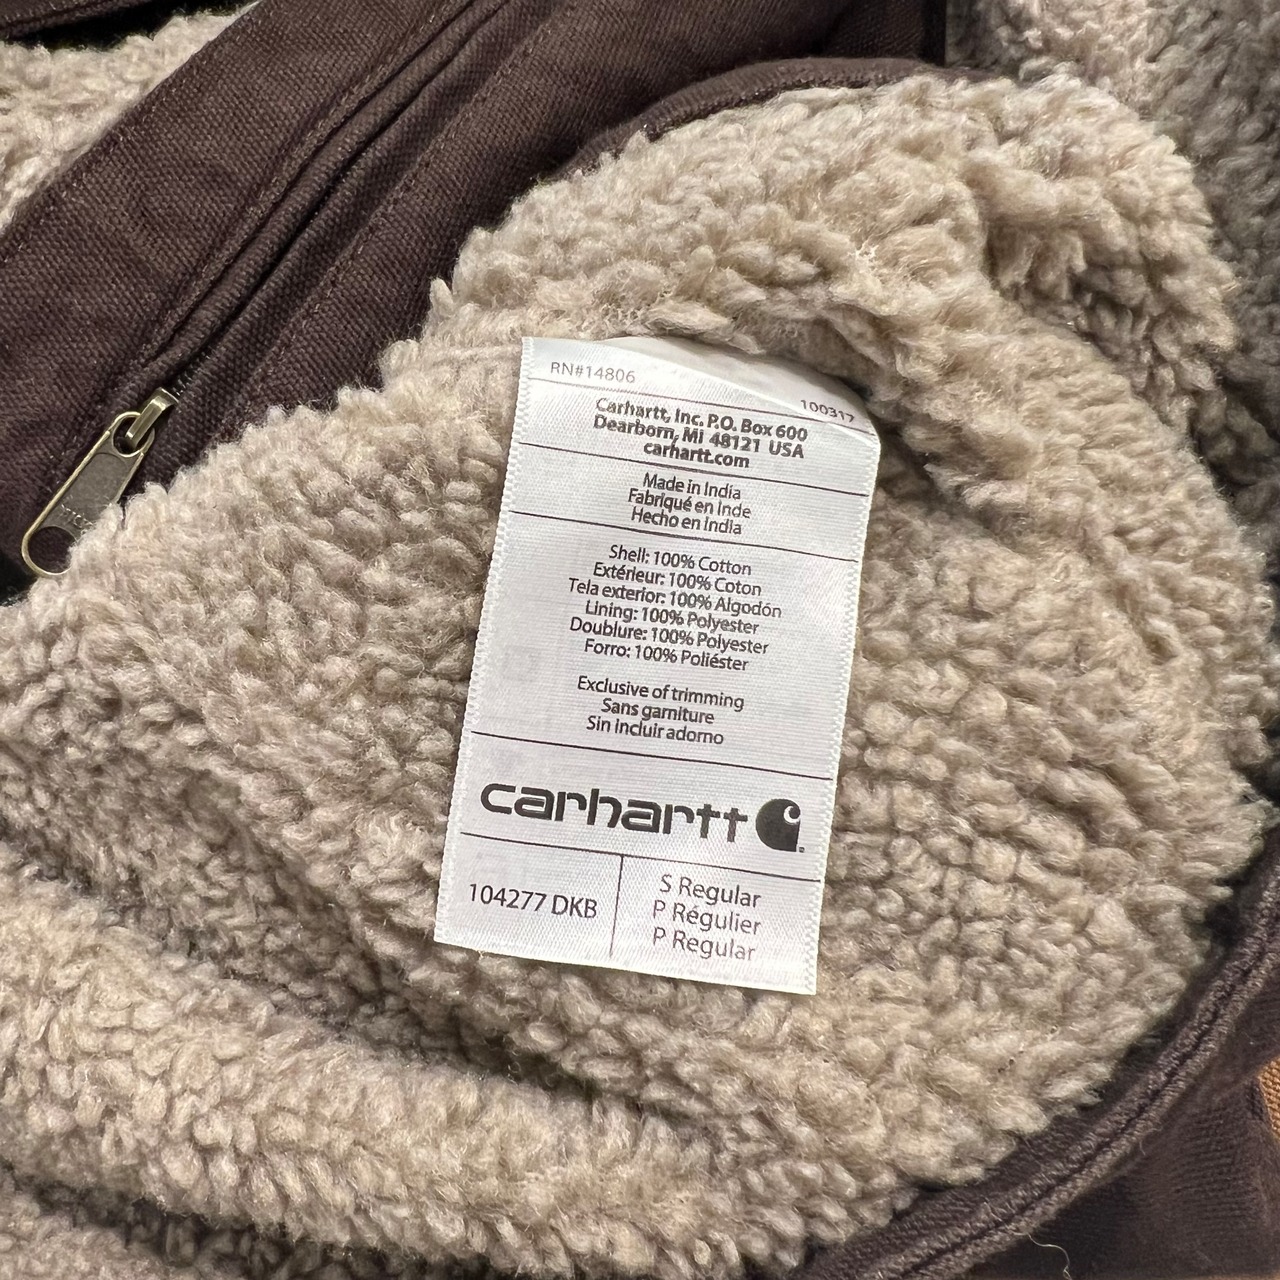 RN#14806
100317
Carhartt, Inc. P.O. Box 600
Dearborn, MI 48121 USA
carhartt.com
Made in India
Fabriqué en Inde
Hecho en India
Shell: 100% Cotton
Extérieur: 100% Coton
Tela exterior: 100% Algodón
Lining: 100% Polyester
Doublure: 100% Polyester
Forro: 100% Poliéster
Exclusive of trimming
Sans garniture
Sin incluir adorno
carhartt
104277 DKB
S Regular
P Régulier
P Regular